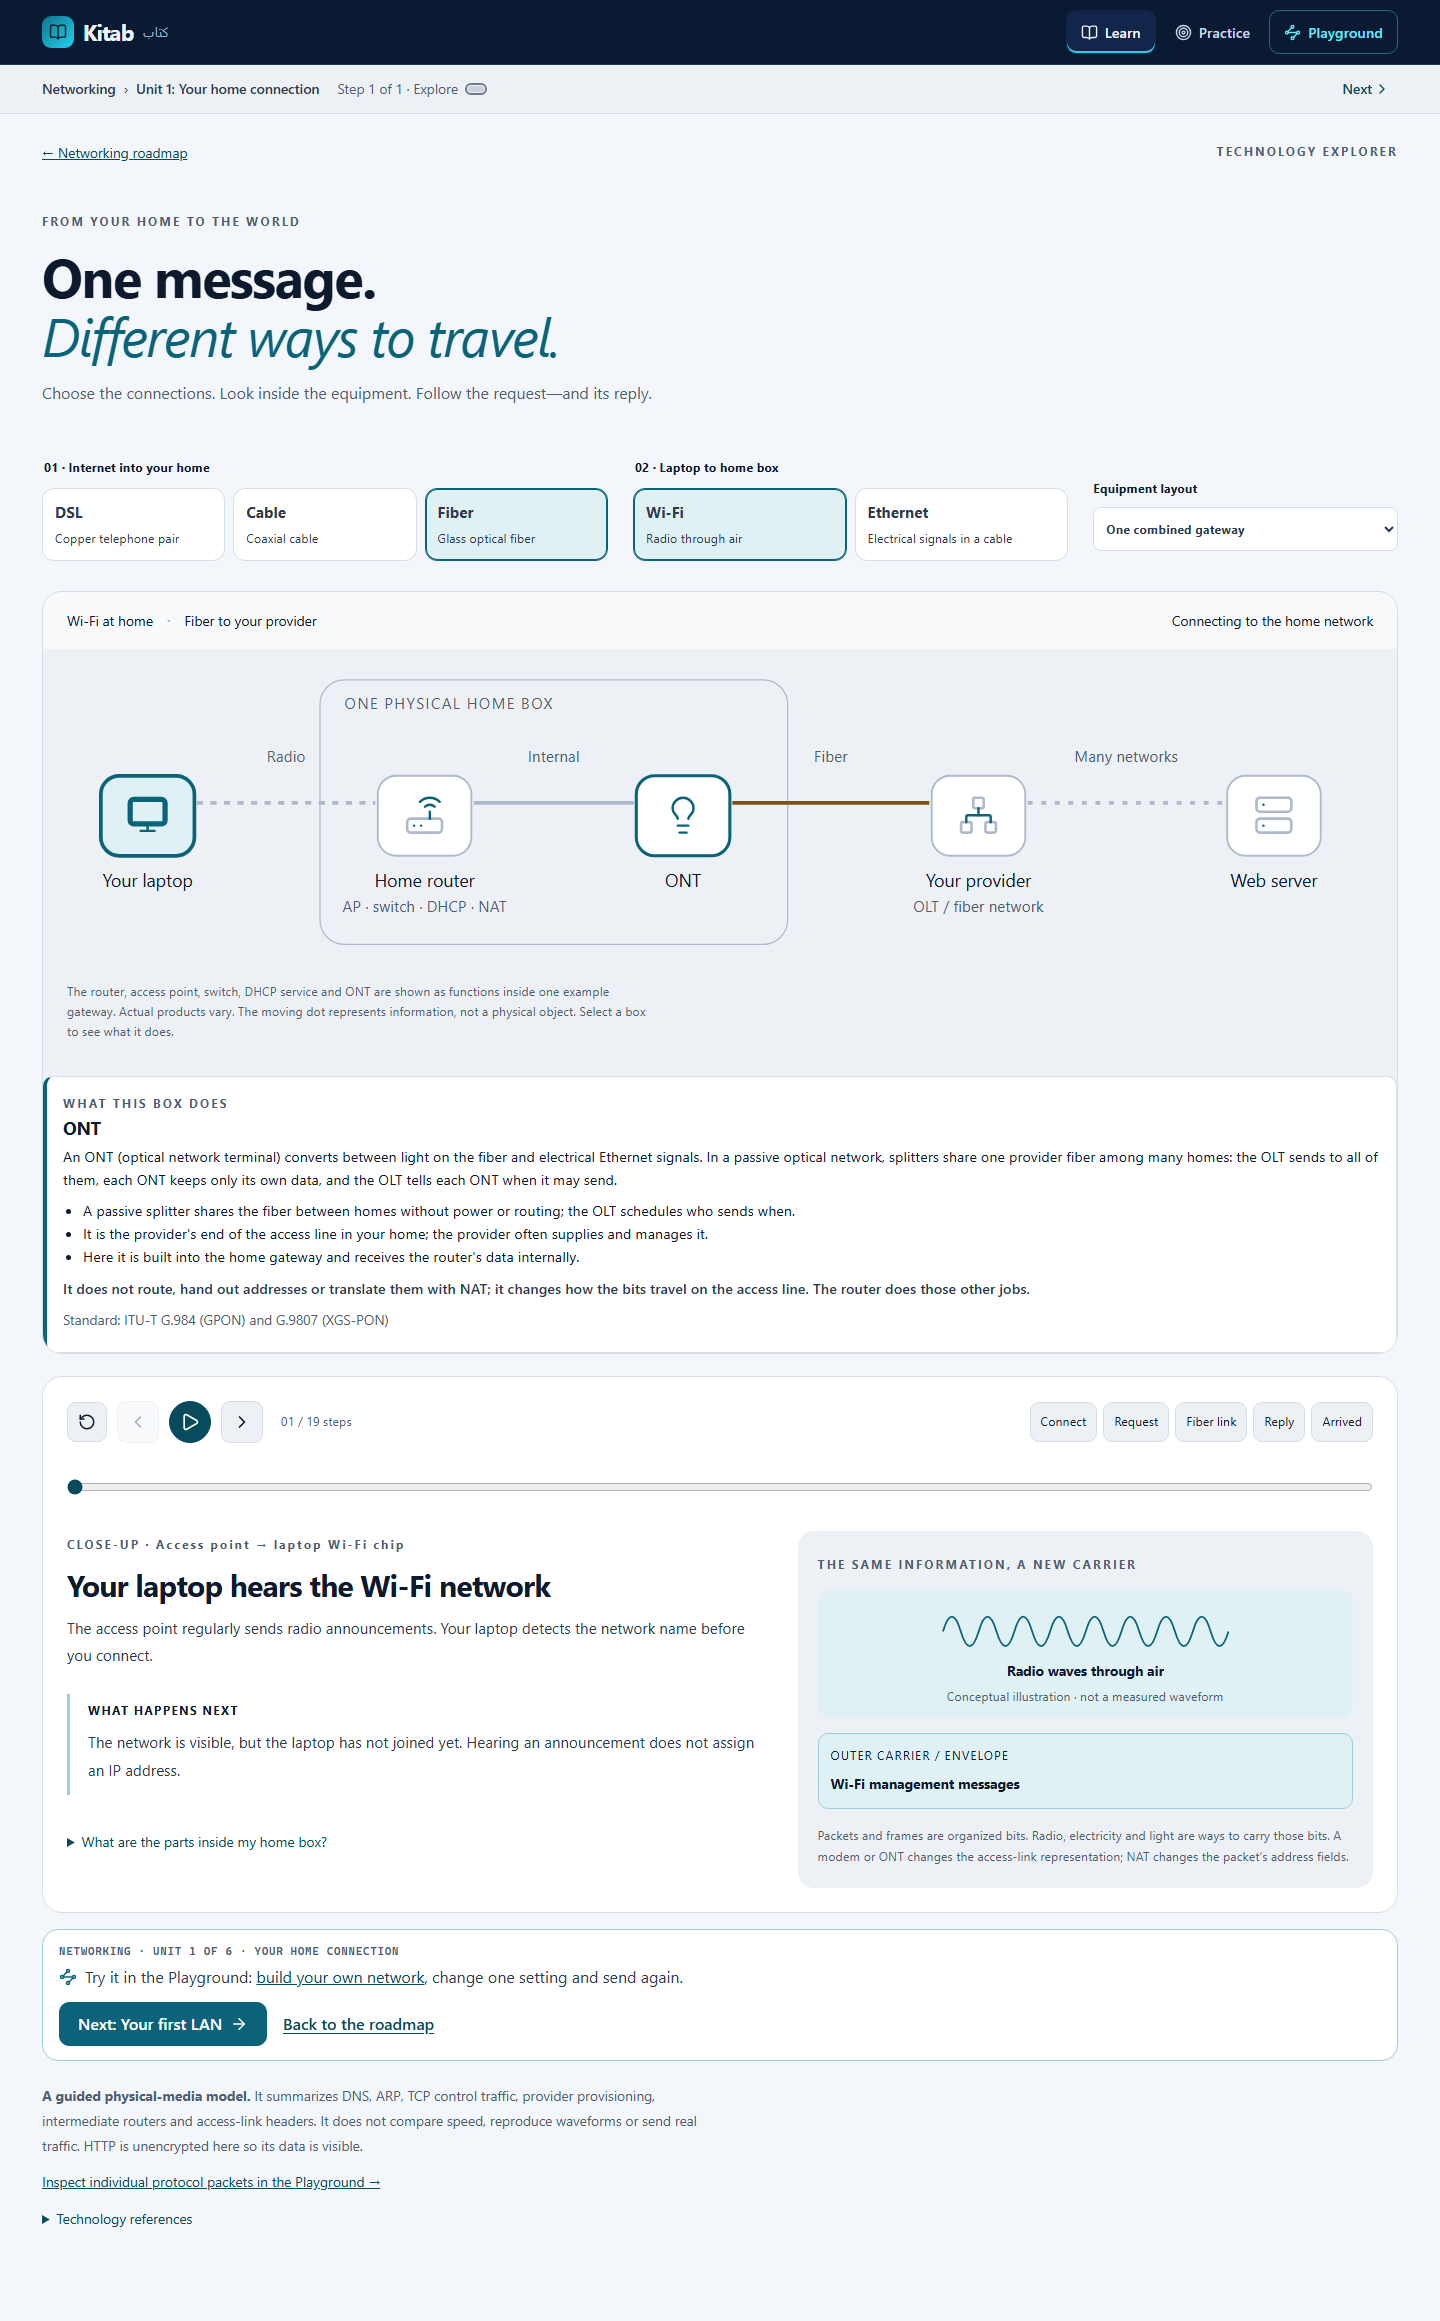 Kitab کتاب
Learn
Practice
Playground
Networking › Unit 1: Your home connection Step 1 of 1 · Explore
Next
← Networking roadmap
TECHNOLOGY EXPLORER
FROM YOUR HOME TO THE WORLD
One message.
Different ways to travel.
Choose the connections. Look inside the equipment. Follow the request—and its reply.
01 · Internet into your home
DSL
Copper telephone pair
Cable
Coaxial cable
Fiber
Glass optical fiber
02 · Laptop to home box
Wi-Fi
Radio through air
Ethernet
Electrical signals in a cable
Equipment layout
One combined gateway
Wi-Fi at home · Fiber to your provider
Connecting to the home network
ONE PHYSICAL HOME BOX
Radio
Internal
Fiber
Many networks
Your laptop
Home router
AP · switch · DHCP · NAT
ONT
Your provider
OLT / fiber network
Web server
The router, access point, switch, DHCP service and ONT are shown as functions inside one example
gateway. Actual products vary. The moving dot represents information, not a physical object. Select a box
to see what it does.
WHAT THIS BOX DOES
ONT
An ONT (optical network terminal) converts between light on the fiber and electrical Ethernet signals. In a passive optical network, splitters share one provider fiber among many homes: the OLT sends to all of
them, each ONT keeps only its own data, and the OLT tells each ONT when it may send.
• A passive splitter shares the fiber between homes without power or routing; the OLT schedules who sends when.
• It is the provider's end of the access line in your home; the provider often supplies and manages it.
• Here it is built into the home gateway and receives the router's data internally.
It does not route, hand out addresses or translate them with NAT; it changes how the bits travel on the access line. The router does those other jobs.
Standard: ITU-T G.984 (GPON) and G.9807 (XGS-PON)
01 / 19 steps
Connect
Request
Fiber link
Reply
Arrived
CLOSE-UP · Access point → laptop Wi-Fi chip
Your laptop hears the Wi-Fi network
The access point regularly sends radio announcements. Your laptop detects the network name before
you connect.
WHAT HAPPENS NEXT
The network is visible, but the laptop has not joined yet. Hearing an announcement does not assign
an IP address.
What are the parts inside my home box?
THE SAME INFORMATION, A NEW CARRIER
Radio waves through air
Conceptual illustration · not a measured waveform
OUTER CARRIER / ENVELOPE
Wi-Fi management messages
Packets and frames are organized bits. Radio, electricity and light are ways to carry those bits. A
modem or ONT changes the access-link representation; NAT changes the packet's address fields.
NETWORKING · UNIT 1 OF 6 · YOUR HOME CONNECTION
Try it in the Playground: build your own network, change one setting and send again.
Next: Your first LAN →
Back to the roadmap
A guided physical-media model. It summarizes DNS, ARP, TCP control traffic, provider provisioning,
intermediate routers and access-link headers. It does not compare speed, reproduce waveforms or send real
traffic. HTTP is unencrypted here so its data is visible.
Inspect individual protocol packets in the Playground →
Technology references